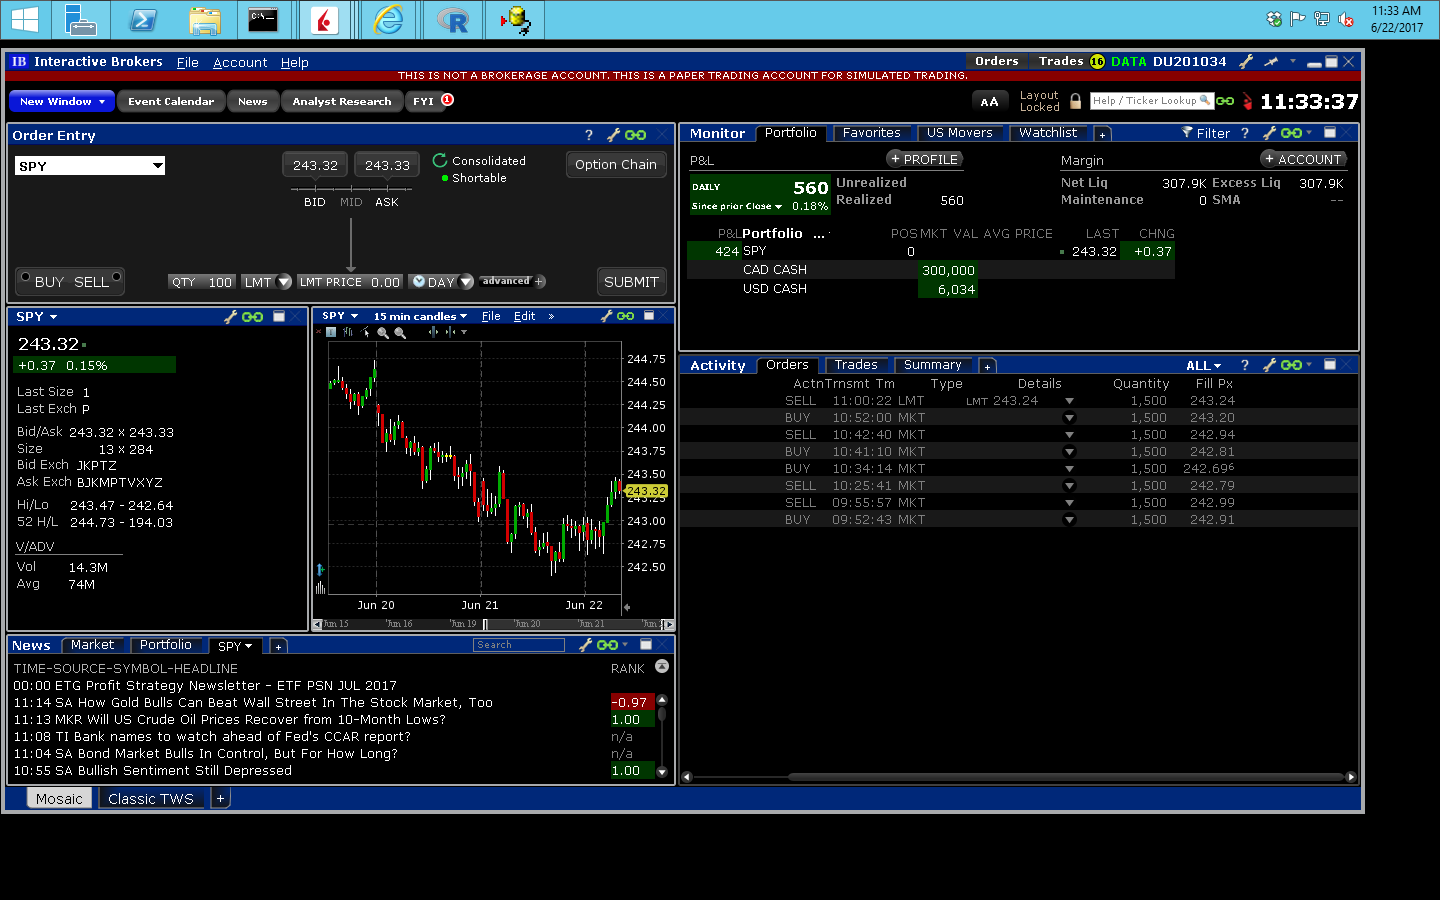 11:33 AM
6/22/2017
IB Interactive Brokers File Account Help
Orders Trades 16 DATA DU201034
THIS IS NOT A BROKERAGE ACCOUNT. THIS IS A PAPER TRADING ACCOUNT FOR SIMULATED TRADING.
New Window Event Calendar News Analyst Research FYI 1
AA Layout Locked Help / Ticker Lookup 11:33:37
Order Entry ?
SPY 243.32 243.33 Consolidated Option Chain
Shortable
BID MID ASK
BUY SELL QTY 100 LMT LMT PRICE 0.00 DAY advanced + SUBMIT
Monitor Portfolio Favorites US Movers Watchlist + Filter ?
P&L + PROFILE Margin + ACCOUNT
DAILY 560 Unrealized Net Liq 307.9K Excess Liq 307.9K
Since prior Close 0.18% Realized 560 Maintenance 0 SMA --
P&L Portfolio ... POS MKT VAL AVG PRICE LAST CHNG
424 SPY 0 243.32 +0.37
CAD CASH 300,000
USD CASH 6,034
SPY
243.32
+0.37 0.15%
Last Size 1
Last Exch P
Bid/Ask 243.32 x 243.33
Size 13 x 284
Bid Exch JKPTZ
Ask Exch BJKMPTVXYZ
Hi/Lo 243.47 - 242.64
52 H/L 244.73 - 194.03
V/ADV
Vol 14.3M
Avg 74M
SPY 15 min candles File Edit »
244.75
244.50
244.25
244.00
243.75
243.50
243.32
243.25
243.00
242.75
242.50
Jun 20 Jun 21 Jun 22
Jun 15 Jun 16 Jun 19 Jun 20 Jun 21
Activity Orders Trades Summary + ALL ?
Actn Trnsmt Tm Type Details Quantity Fill Px
SELL 11:00:22 LMT LMT 243.24 1,500 243.24
BUY 10:52:00 MKT 1,500 243.20
SELL 10:42:40 MKT 1,500 242.94
BUY 10:41:10 MKT 1,500 242.81
BUY 10:34:14 MKT 1,500 242.69⁶
SELL 10:25:41 MKT 1,500 242.79
SELL 09:55:57 MKT 1,500 242.99
BUY 09:52:43 MKT 1,500 242.91
News Market Portfolio SPY + Search
TIME-SOURCE-SYMBOL-HEADLINE RANK
00:00 ETG Profit Strategy Newsletter - ETF PSN JUL 2017
11:14 SA How Gold Bulls Can Beat Wall Street In The Stock Market, Too -0.97
11:13 MKR Will US Crude Oil Prices Recover from 10-Month Lows? 1.00
11:08 TI Bank names to watch ahead of Fed's CCAR report? n/a
11:04 SA Bond Market Bulls In Control, But For How Long? n/a
10:55 SA Bullish Sentiment Still Depressed 1.00
Mosaic Classic TWS +